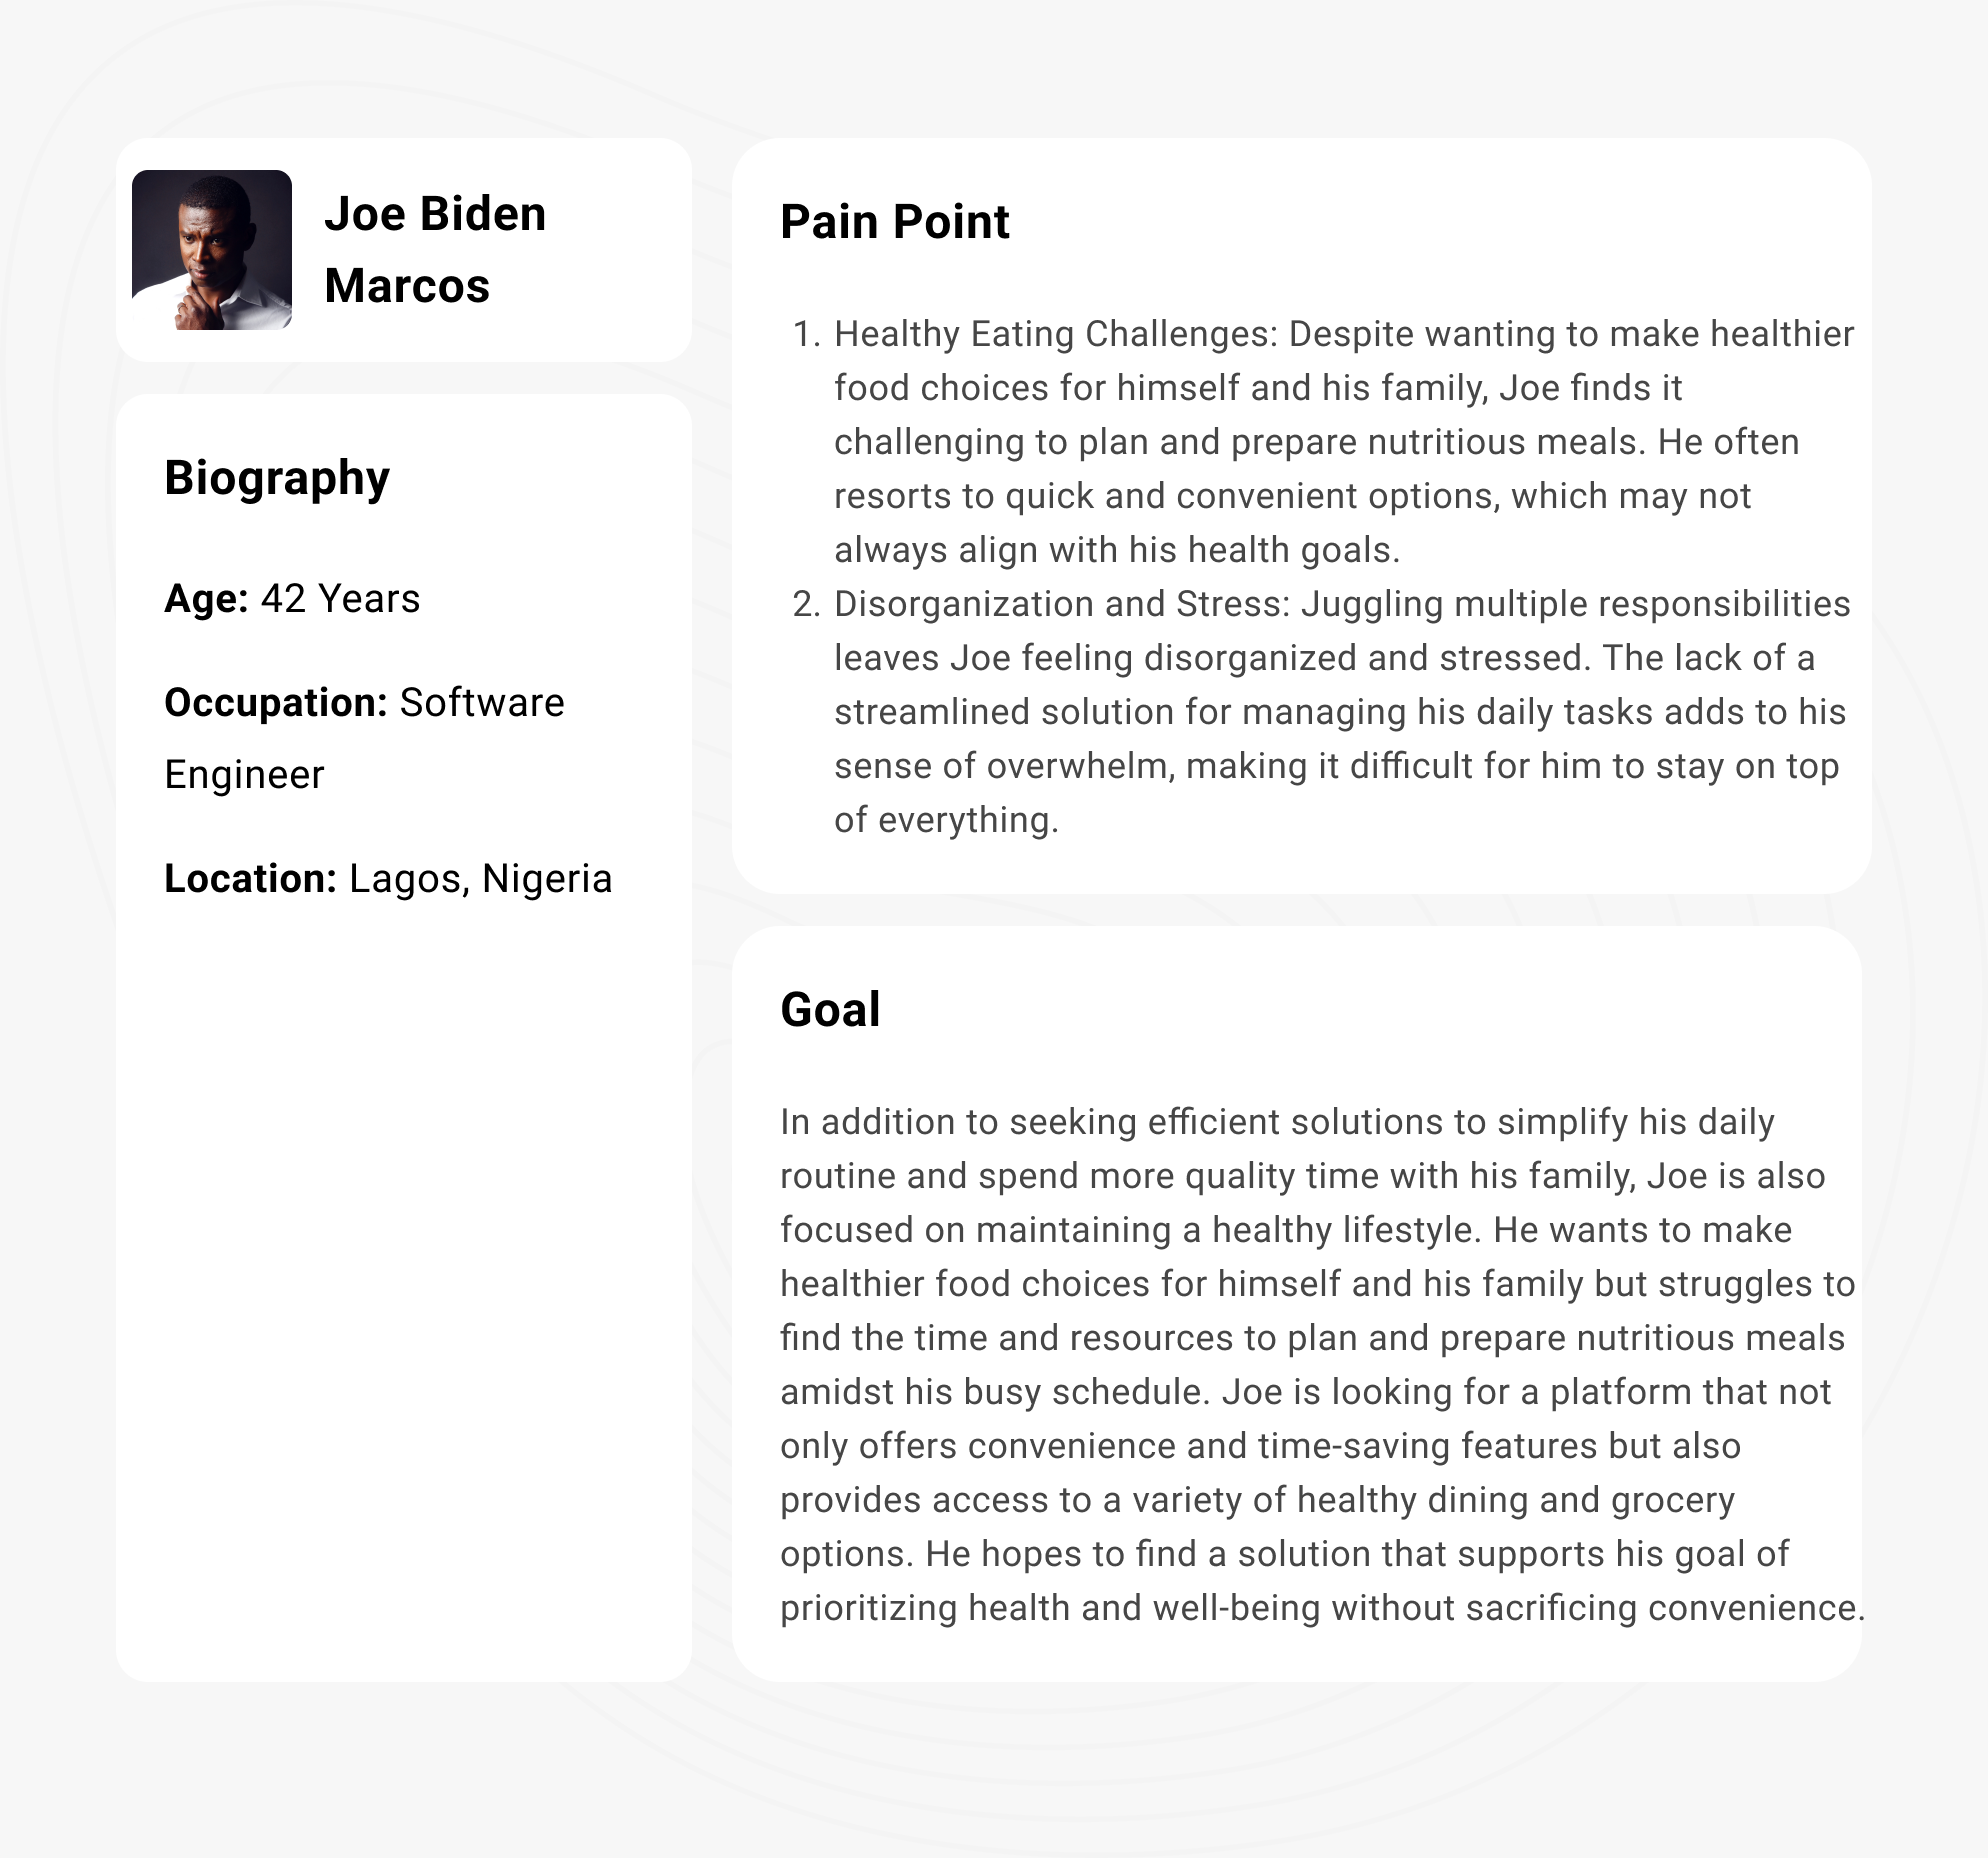 Joe Biden
Marcos
Biography
Age: 42 Years
Occupation: Software
Engineer
Location: Lagos, Nigeria
Pain Point
1. Healthy Eating Challenges: Despite wanting to make healthier
food choices for himself and his family, Joe finds it
challenging to plan and prepare nutritious meals. He often
resorts to quick and convenient options, which may not
always align with his health goals.
2. Disorganization and Stress: Juggling multiple responsibilities
leaves Joe feeling disorganized and stressed. The lack of a
streamlined solution for managing his daily tasks adds to his
sense of overwhelm, making it difficult for him to stay on top
of everything.
Goal
In addition to seeking efficient solutions to simplify his daily
routine and spend more quality time with his family, Joe is also
focused on maintaining a healthy lifestyle. He wants to make
healthier food choices for himself and his family but struggles to
find the time and resources to plan and prepare nutritious meals
amidst his busy schedule. Joe is looking for a platform that not
only offers convenience and time-saving features but also
provides access to a variety of healthy dining and grocery
options. He hopes to find a solution that supports his goal of
prioritizing health and well-being without sacrificing convenience.